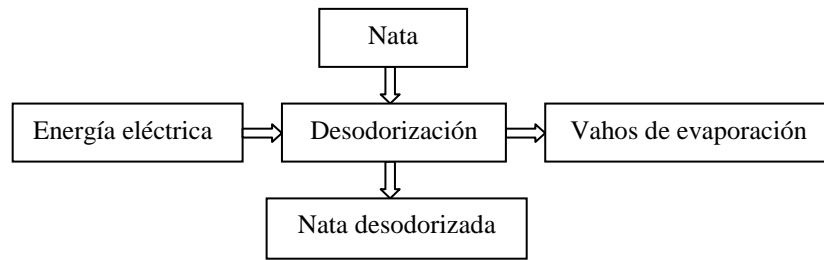 Nata
Energía eléctrica
Desodorización
Vahos de evaporación
Nata desodorizada